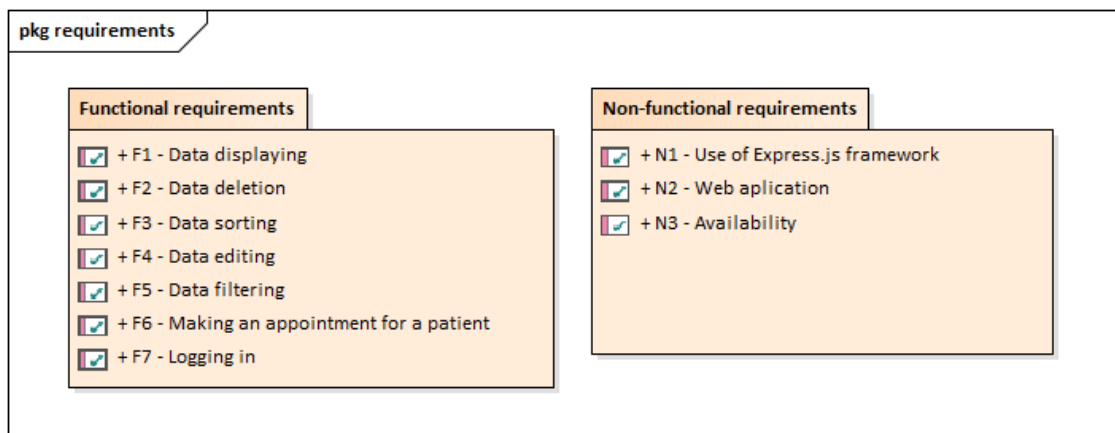 pkg requirements
Functional requirements
+ F1 - Data displaying
+ F2 - Data deletion
+ F3 - Data sorting
+ F4 - Data editing
+ F5 - Data filtering
+ F6 - Making an appointment for a patient
+ F7 - Logging in
Non-functional requirements
+ N1 - Use of Express.js framework
+ N2 - Web aplication
+ N3 - Availability